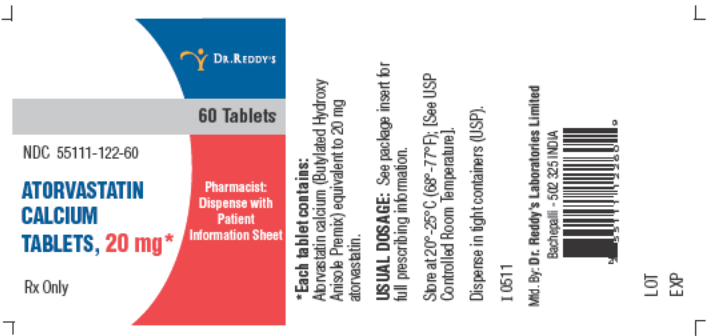 DR.REDDY'S
60 Tablets
NDC 55111-122-60
ATORVASTATIN
CALCIUM
TABLETS, 20 mg*
Rx Only
Pharmacist:
Dispense with
Patient
Information Sheet
*Each tablet contains:
Atorvastatin calcium (Butylated Hydroxy
Anisole Premix) equivalent to 20 mg
atorvastatin.
USUAL DOSAGE: See package insert for
full prescribing information.
Store at 20°-25°C (68°-77°F); [See USP
Controlled Room Temperature].
Dispense in tight containers (USP).
I 0511
Mfd. By: Dr. Reddy's Laboratories Limited
Bachepalli - 502 325 INDIA
LOT
EXP